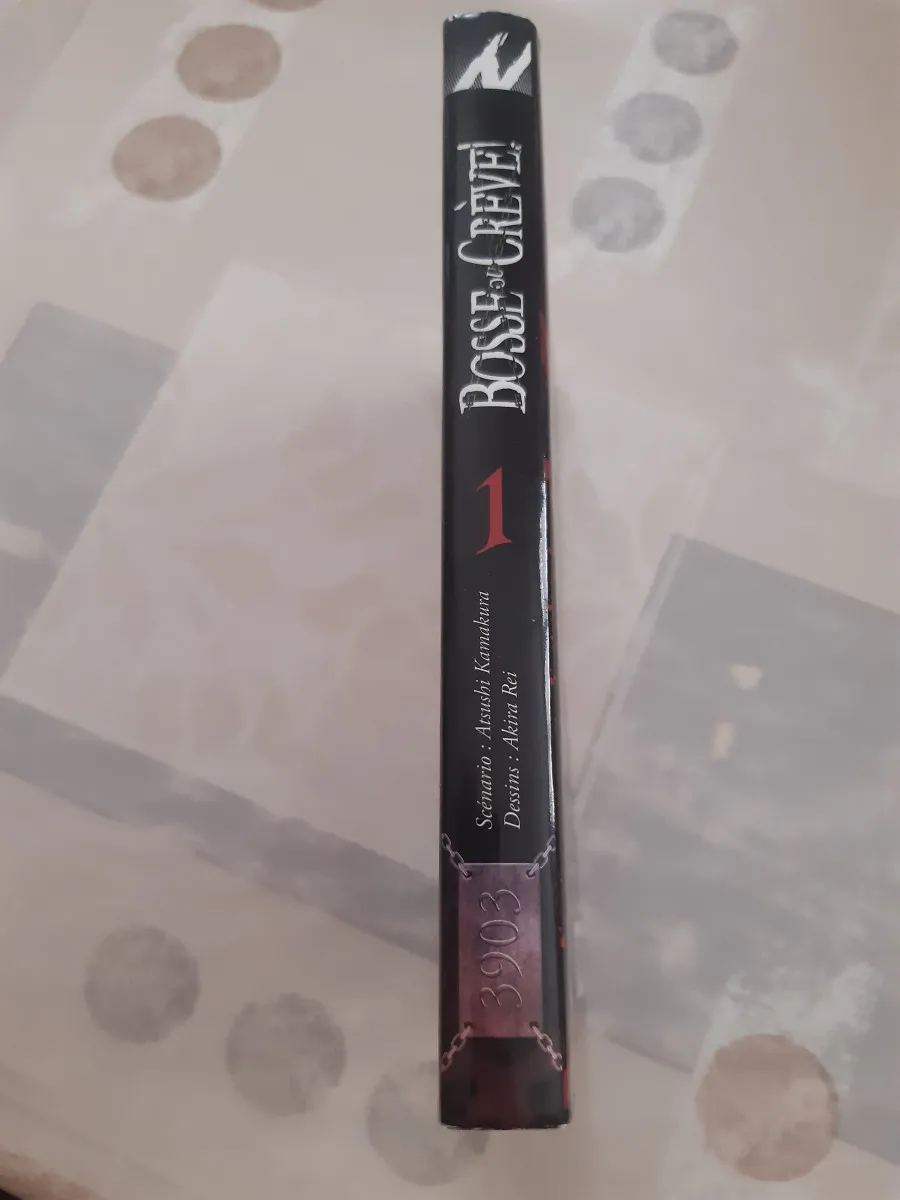 BOSSE OU CRÈVE!
1
Scénario : Atsushi Kamakura
Dessins : Akira Rei
3903